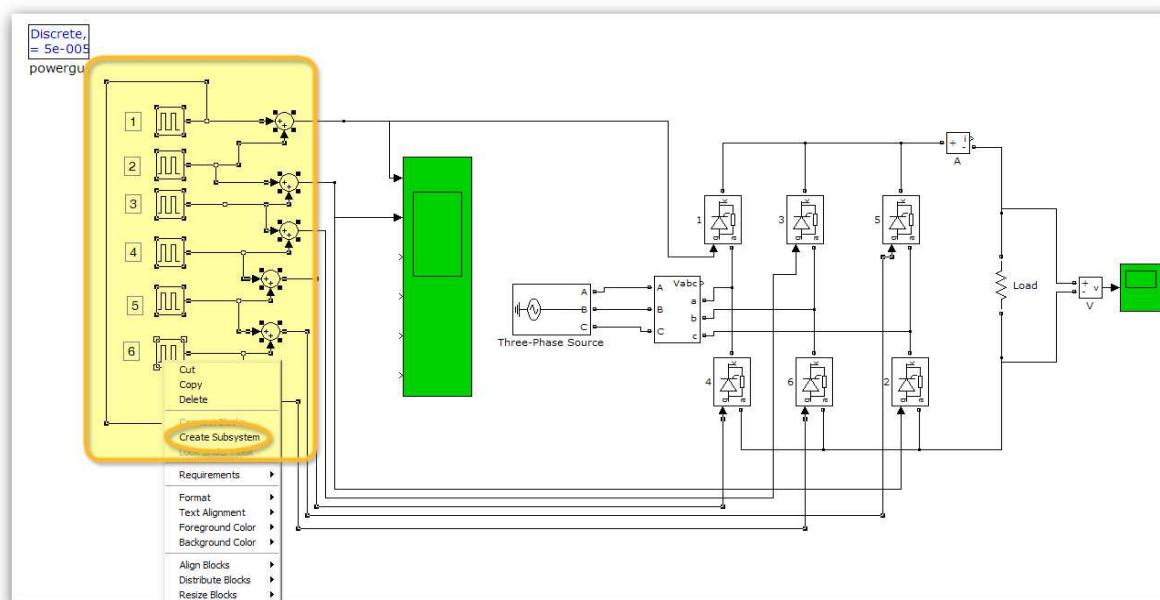 Discrete,
= 5e-005
powergu
1
2
3
4
5
6
Cut
Copy
Delete
Create Subsystem
Requirements
Format
Text Alignment
Foreground Color
Background Color
Align Blocks
Distribute Blocks
Resize Blocks
Three-Phase Source
A
B
C
A
B
C
Vabc
a
b
c
1
g
k
a
3
g
k
a
5
g
k
a
4
g
k
a
6
g
k
a
2
g
k
a
+
i
-
A
Load
+
-
v
V